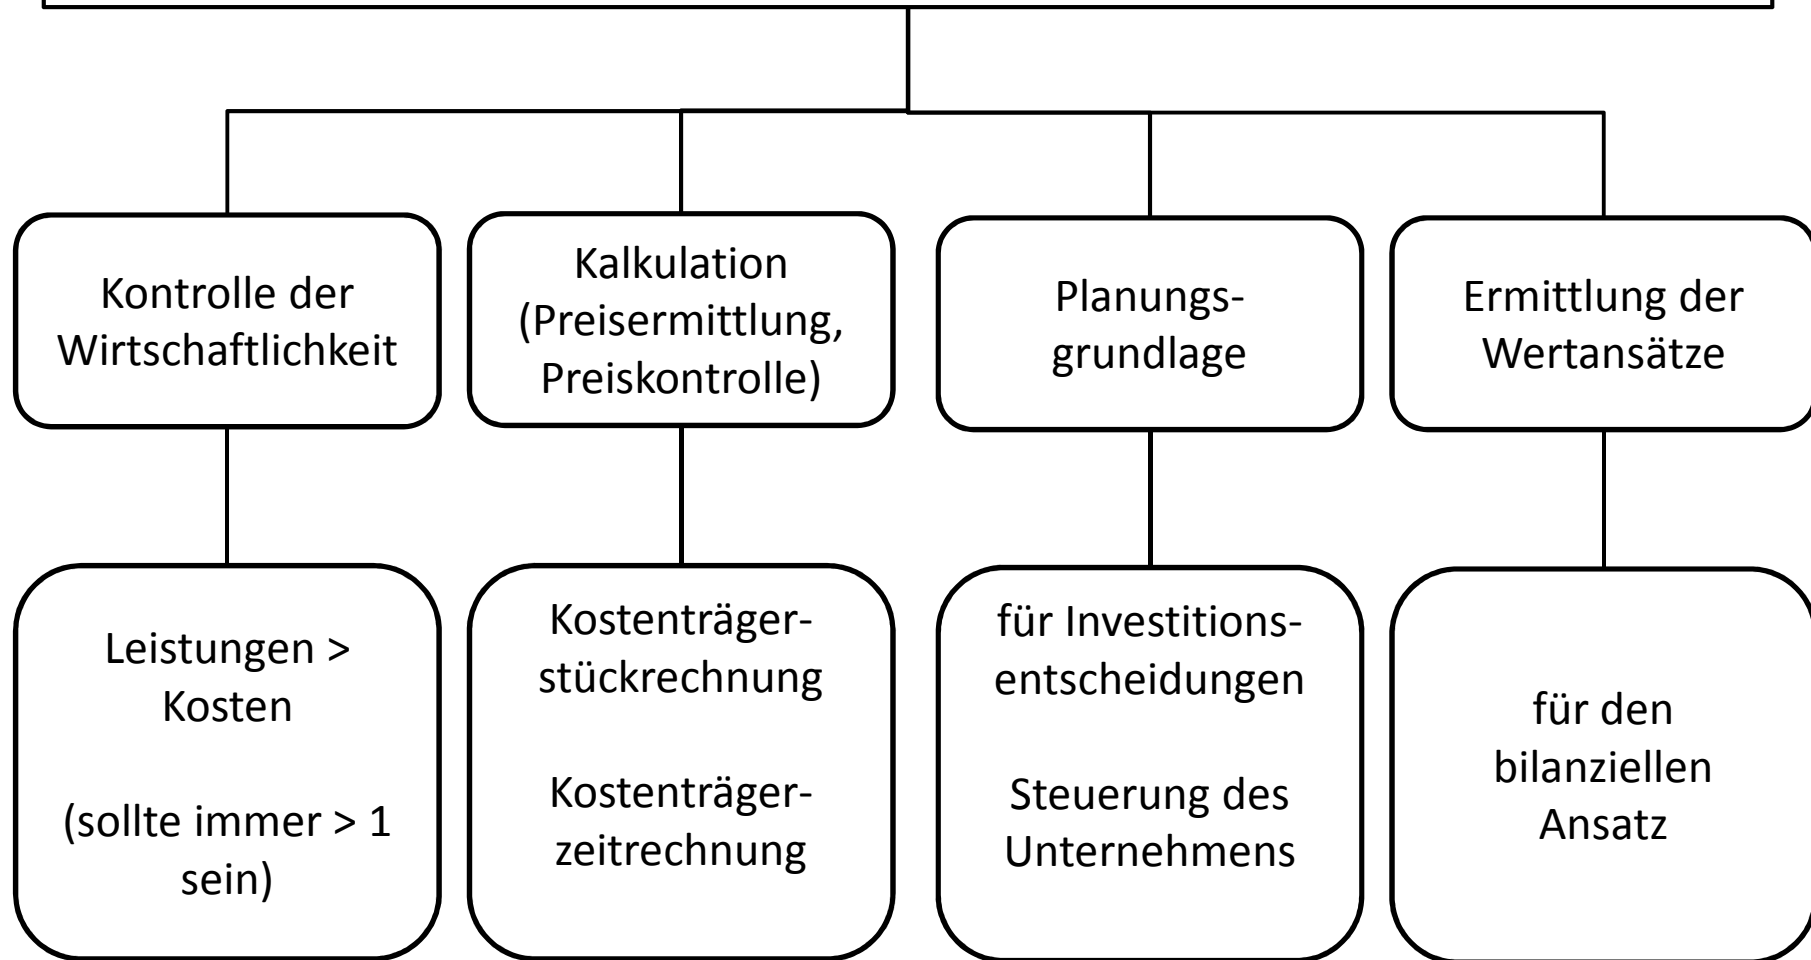 Kontrolle der
Wirtschaftlichkeit
Kalkulation
(Preisermittlung,
Preiskontrolle)
Planungs-
grundlage
Ermittlung der
Wertansätze
Leistungen >
Kosten
(sollte immer > 1
sein)
Kostenträger-
stückrechnung
Kostenträger-
zeitrechnung
für Investitions-
entscheidungen
Steuerung des
Unternehmens
für den
bilanziellen
Ansatz